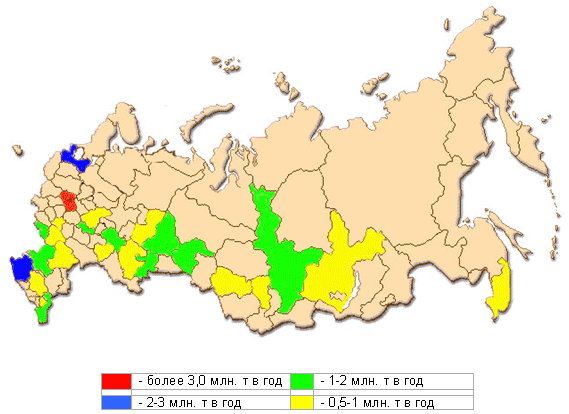 - более 3,0 млн. т в год - 1-2 млн. т в год
- 2-3 млн. т в год - 0,5-1 млн. т в год